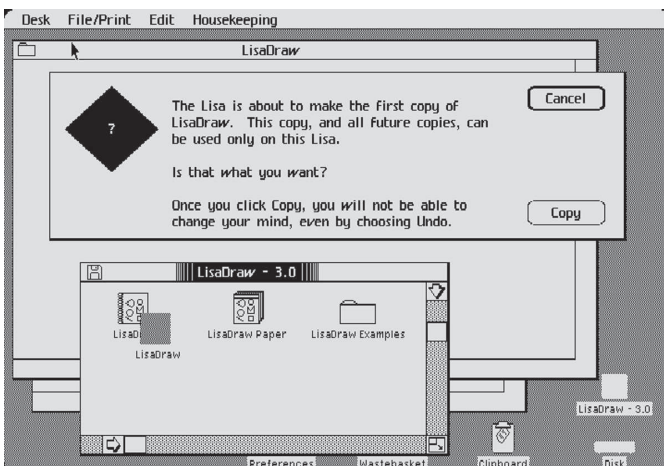 Desk File/Print Edit Housekeeping
LisaDraw
?
The Lisa is about to make the first copy of
LisaDraw. This copy, and all future copies, can
be used only on this Lisa.
Is that what you want?
Once you click Copy, you will not be able to
change your mind, even by choosing Undo.
Cancel
Copy
LisaDraw - 3.0
LisaD
LisaDraw Paper
LisaDraw Examples
LisaDraw
LisaDraw - 3.0
Preferences
Wastebasket
Clipboard
Disk